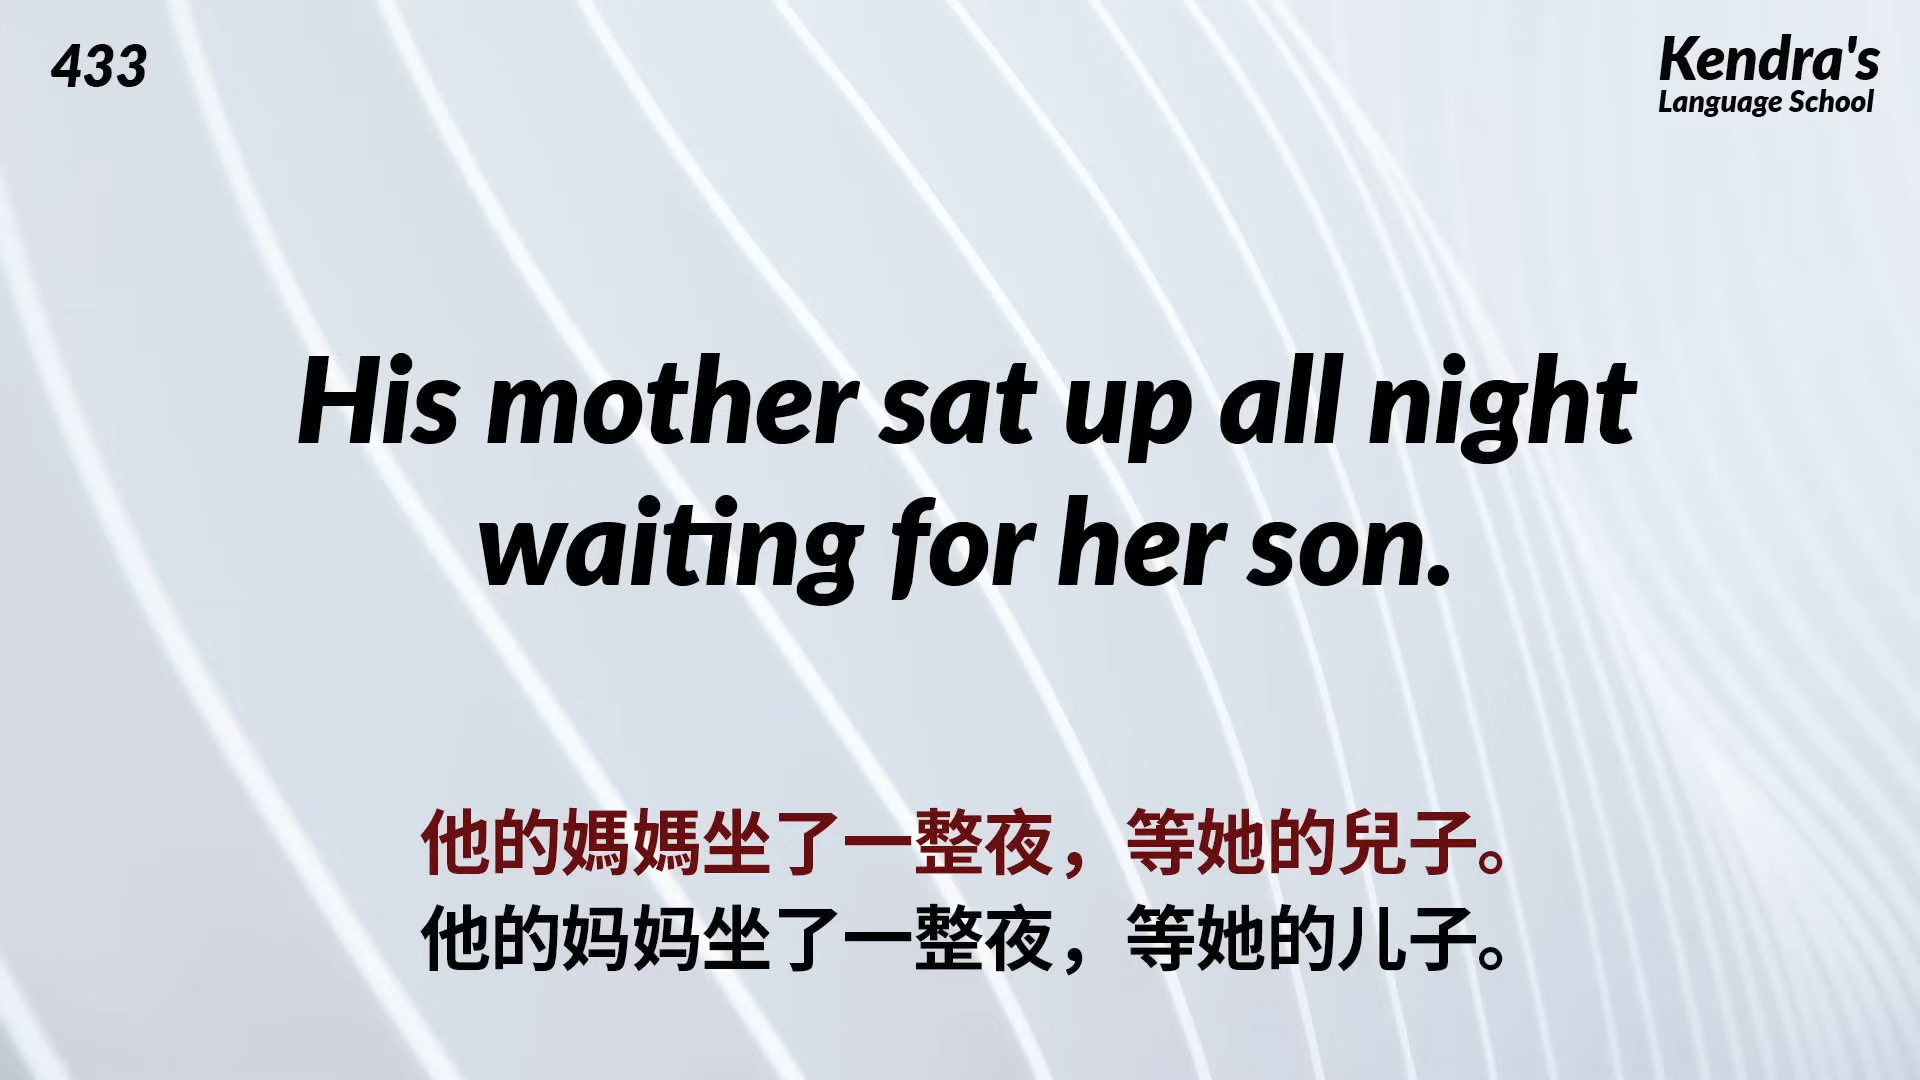 433
Kendra's
Language School
His mother sat up all night
waiting for her son.
他的媽媽坐了一整夜，等她的兒子。
他的妈妈坐了一整夜，等她的儿子。